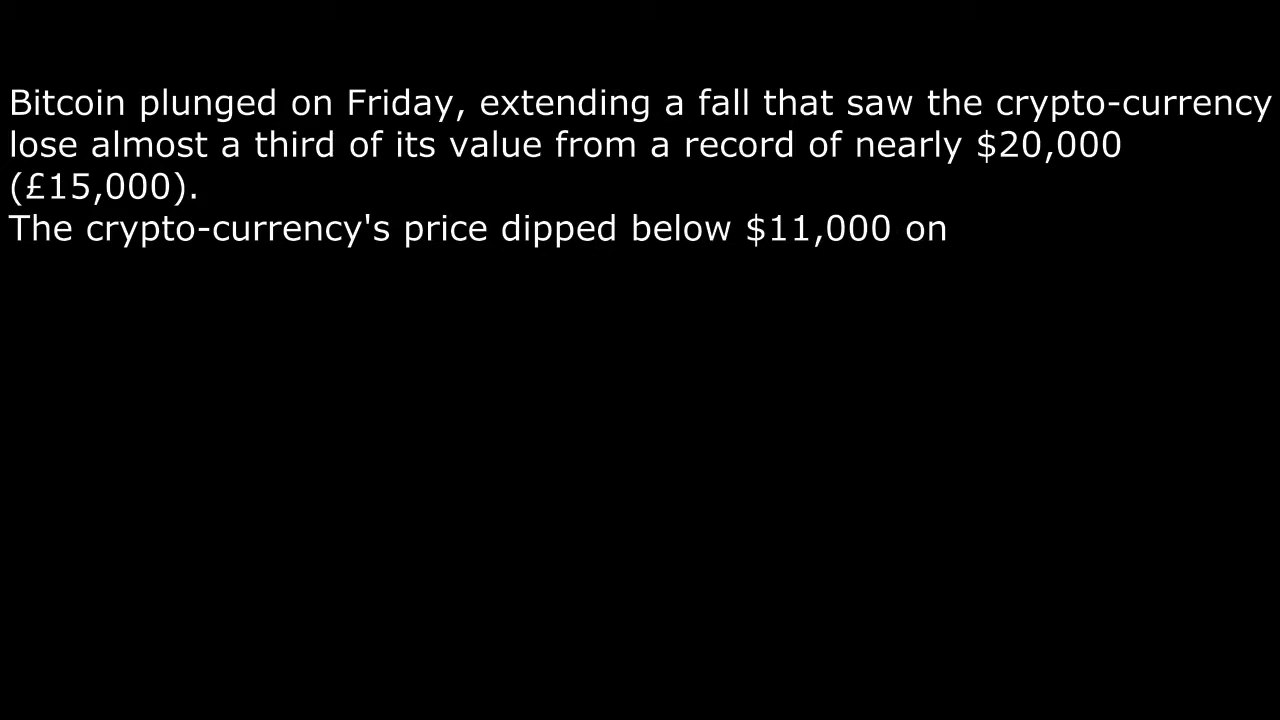 Bitcoin plunged on Friday, extending a fall that saw the crypto-currency
lose almost a third of its value from a record of nearly $20,000
(£15,000).
The crypto-currency's price dipped below $11,000 on